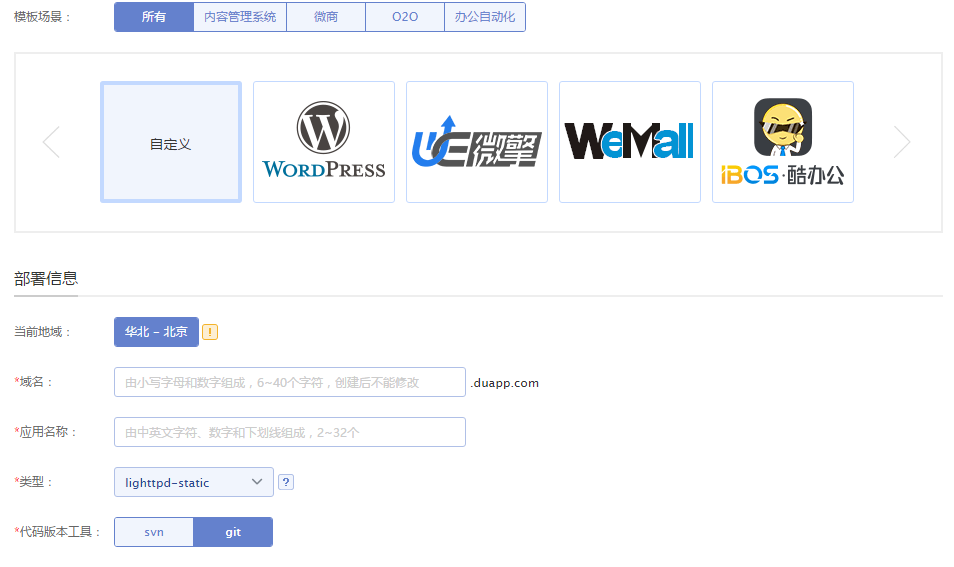 模板场景： 所有 内容管理系统 微商 O2O 办公自动化
自定义
WORDPRESS
UE微擎
WeMall
iBOS·酷办公
部署信息
当前地域： 华北 - 北京 !
*域名： 由小写字母和数字组成，6~40个字符，创建后不能修改 .duapp.com
*应用名称： 由中英文字符、数字和下划线组成，2~32个
*类型： lighttpd-static ?
*代码版本工具： svn git